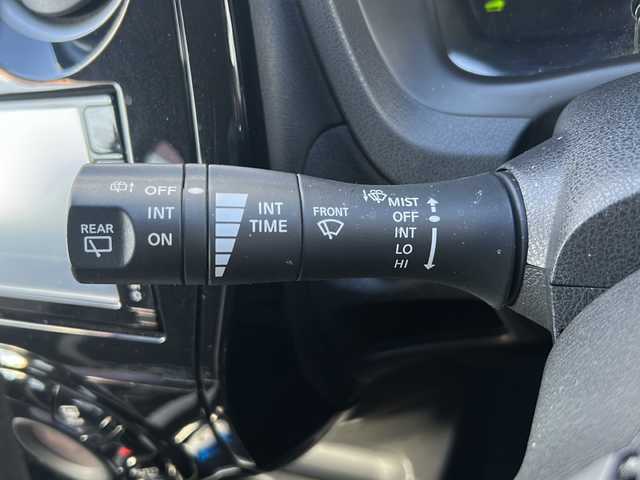 REAR
OFF
INT
ON
INT
TIME
FRONT
MIST
OFF
INT
LO
HI